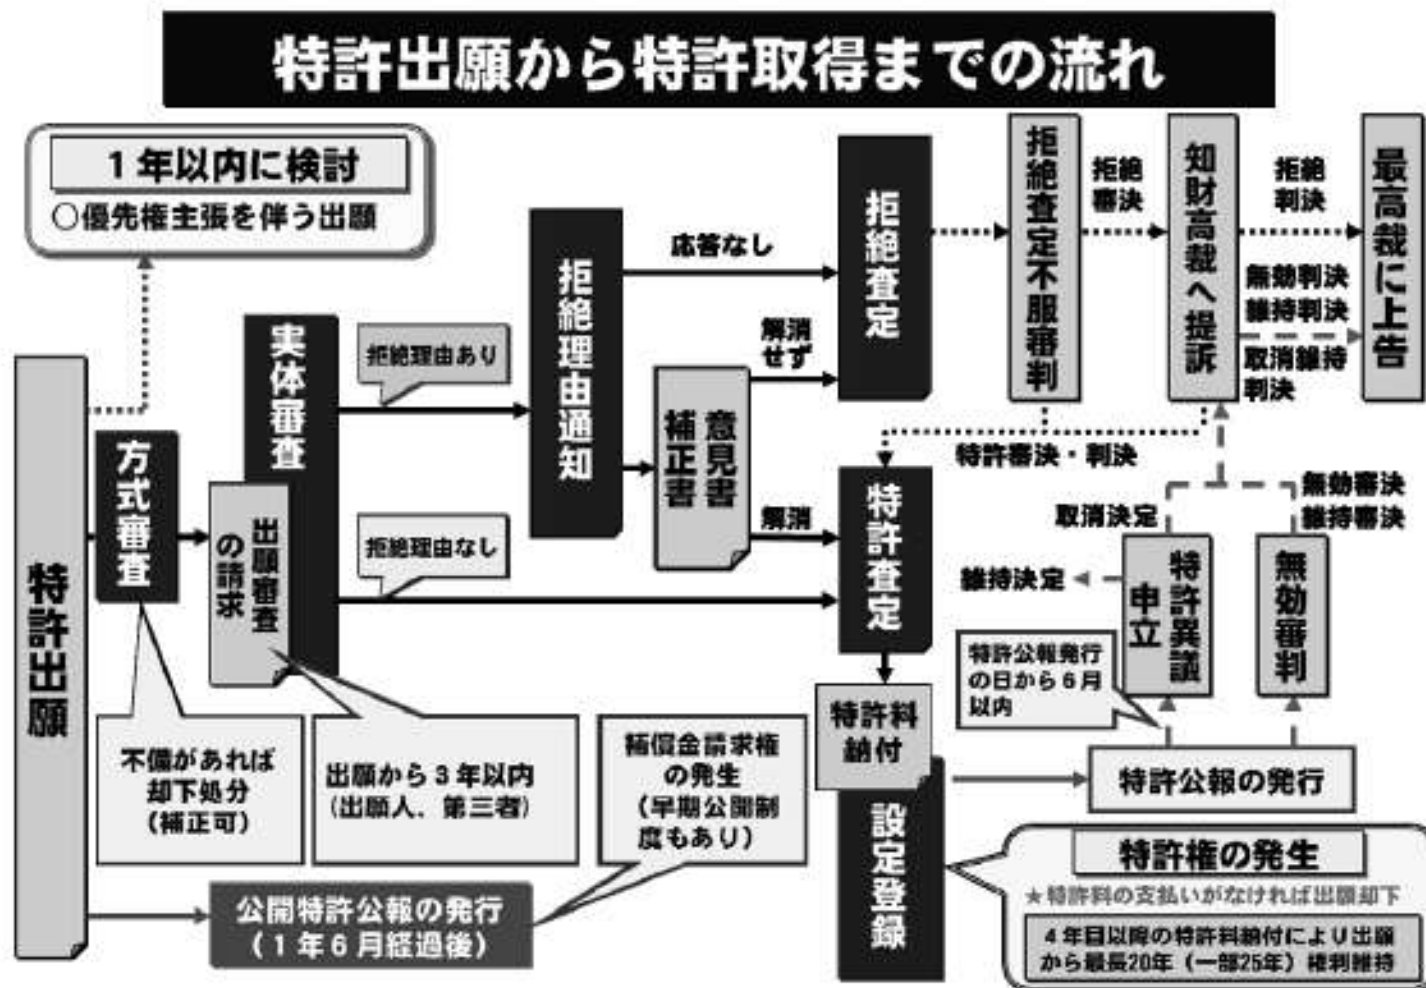 特許出願から特許取得までの流れ
1年以内に検討
○優先権主張を伴う出願
特許出願
方式審査
不備があれば
却下処分
（補正可）
実体審査
出願審査
の請求
出願から3年以内
(出願人、第三者)
公開特許公報の発行
（1年6月経過後）
補償金請求権
の発生
（早期公開制
度もあり）
拒絶理由あり
拒絶理由なし
拒絶理由通知
応答なし
意見書
補正書
解消
せず
解消
拒絶査定
特許査定
特許料
納付
設定登録
拒絶査定不服審判
拒絶
審決
知財高裁へ提訴
拒絶
判決
無効判決
維持判決
取消維持
判決
最高裁に上告
特許審決・判決
取消決定
無効審決
維持審決
維持決定
特許異議
申立
無効審判
特許公報発行
の日から6月
以内
特許公報の発行
特許権の発生
★特許料の支払いがなければ出願却下
4年目以降の特許料納付により出願
から最長20年（一部25年）権利維持